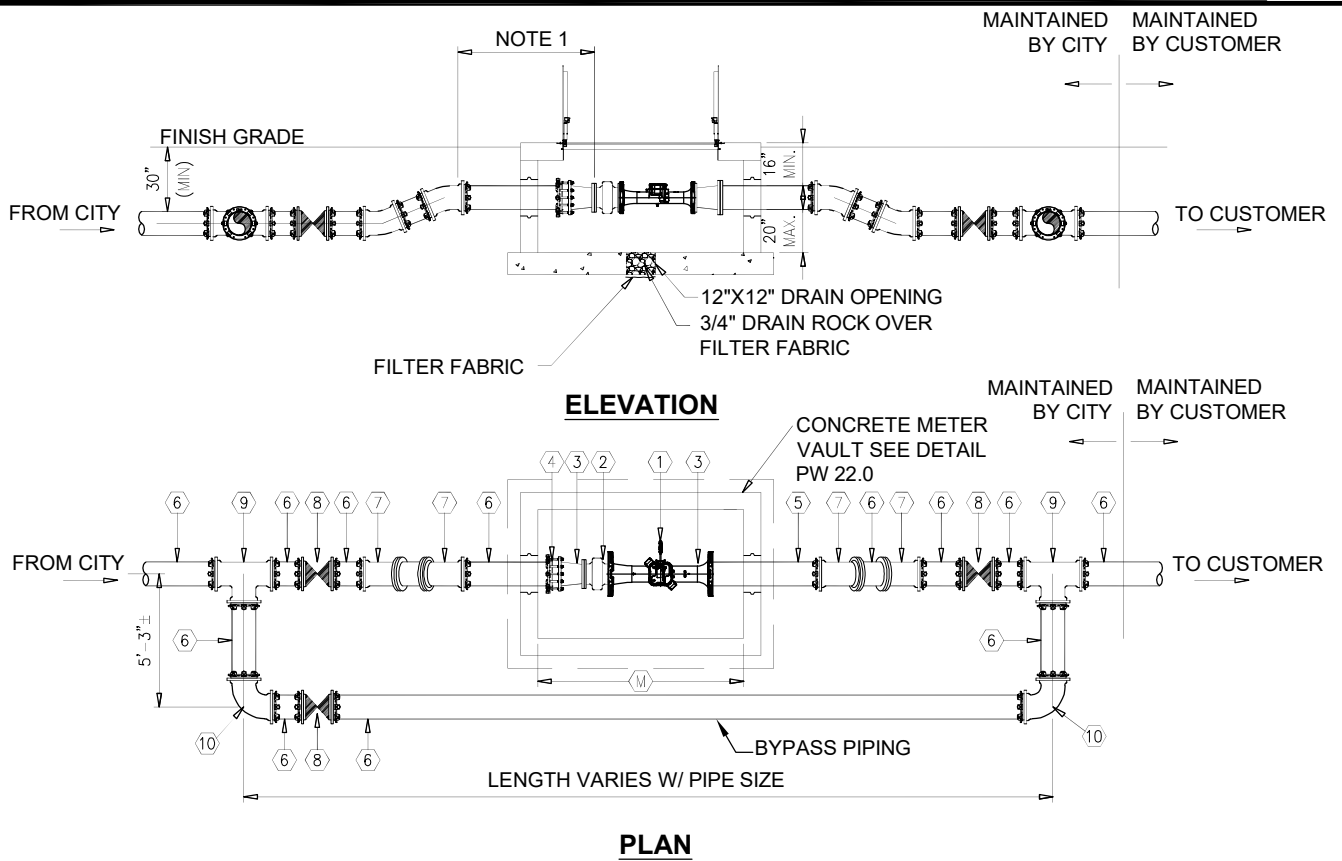 MAINTAINED BY CITY
MAINTAINED BY CUSTOMER
NOTE 1
FINISH GRADE
30" (MIN)
16" MIN.
20" MAX.
FROM CITY
TO CUSTOMER
12"X12" DRAIN OPENING
3/4" DRAIN ROCK OVER
FILTER FABRIC
FILTER FABRIC
ELEVATION
MAINTAINED BY CITY
MAINTAINED BY CUSTOMER
CONCRETE METER
VAULT SEE DETAIL
PW 22.0
6 9 6 8 6 7 7 6 4 3 2 1 3 5 7 6 7 6 8 6 9 6
FROM CITY
TO CUSTOMER
5'-3"±
6
6
M
10
6
8
6
BYPASS PIPING
10
LENGTH VARIES W/ PIPE SIZE
PLAN